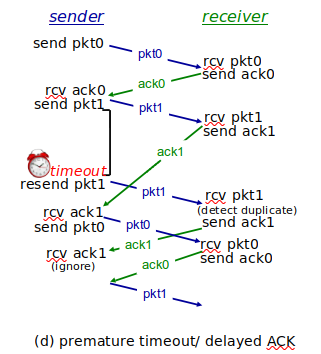 sender receiver
send pkt0
pkt0
rcv pkt0
send ack0
ack0
rcv ack0
send pkt1
pkt1
rcv pkt1
send ack1
ack1
timeout
resend pkt1
pkt1
rcv pkt1
(detect duplicate)
send ack1
rcv ack1
send pkt0
pkt0
ack1
rcv pkt0
send ack0
rcv ack1
(ignore)
ack0
pkt1
(d) premature timeout/ delayed ACK